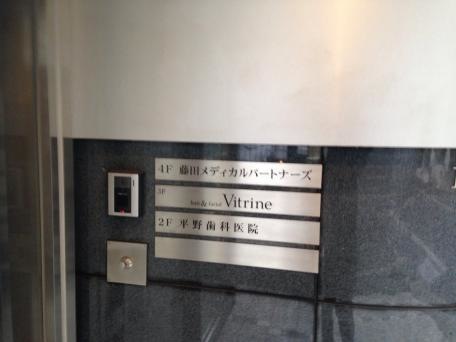 4F 藤田メディカルパートナーズ
3F
hair & facial Vitrine
2F 平野歯科医院